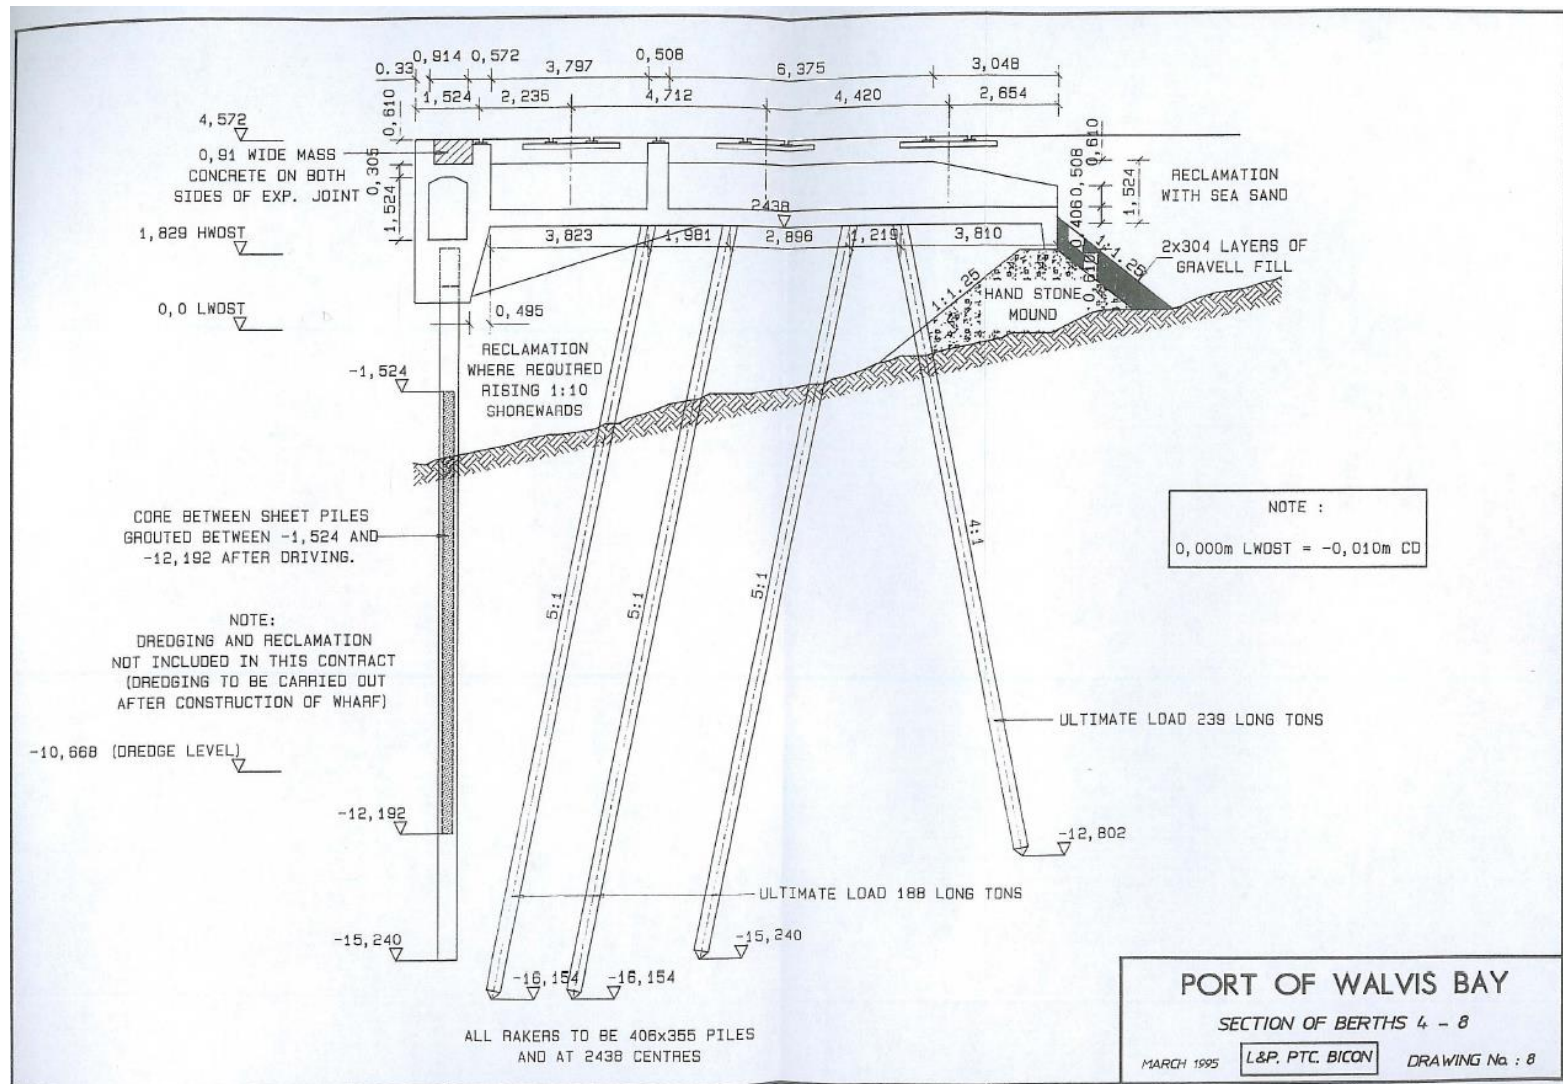 0,914 0,572 0,508
0.33 3,797 6,375 3,048
1,524 2,235 4,712 4,420 2,654
0,610
4,572
0,91 WIDE MASS
CONCRETE ON BOTH
SIDES OF EXP. JOINT
0,305
1,524
0,610
0,508
0,406
1,524
RECLAMATION
WITH SEA SAND
2438
1,829 HWOST
3,823 1,981 2,896 1,219 3,810
1:1.25
2x304 LAYERS OF
GRAVELL FILL
1:1.25
0,610
HAND STONE
MOUND
0,0 LWOST
0,495
RECLAMATION
WHERE REQUIRED
RISING 1:10
SHOREWARDS
-1,524
CORE BETWEEN SHEET PILES
GROUTED BETWEEN -1,524 AND
-12,192 AFTER DRIVING.
4:1
NOTE :
0,000m LWOST = -0,010m CD
5:1 5:1 5:1
NOTE:
DREDGING AND RECLAMATION
NOT INCLUDED IN THIS CONTRACT
(DREDGING TO BE CARRIED OUT
AFTER CONSTRUCTION OF WHARF)
ULTIMATE LOAD 239 LONG TONS
-10,668 (DREDGE LEVEL)
-12,192
-12,802
ULTIMATE LOAD 188 LONG TONS
-15,240
-15,240
-16,154 -16,154
ALL RAKERS TO BE 406x355 PILES
AND AT 2438 CENTRES
PORT OF WALVIS BAY
SECTION OF BERTHS 4 - 8
MARCH 1995 L&P. PTC. BICON DRAWING No. : 8